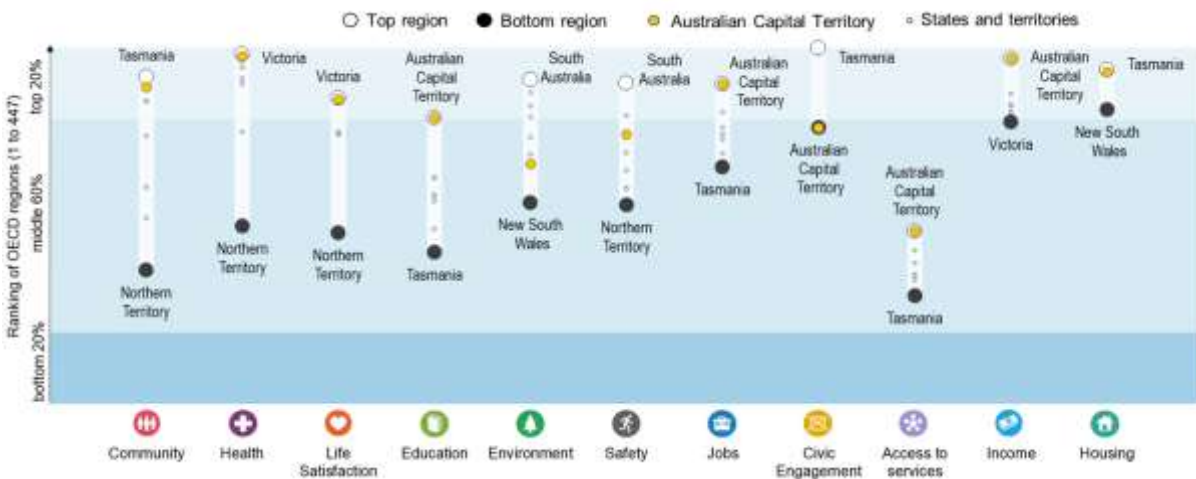 Top region
Bottom region
Australian Capital Territory
States and territories
Ranking of OECD regions (1 to 447)
top 20%
middle 60%
bottom 20%
Tasmania
Northern
Territory
Victoria
Northern
Territory
Victoria
Northern
Territory
Australian
Capital
Territory
Tasmania
South
Australia
New South
Wales
South
Australia
Northern
Territory
Australian
Capital
Territory
Tasmania
Tasmania
Australian
Capital
Territory
Australian
Capital
Territory
Tasmania
Australian
Capital
Territory
Victoria
Tasmania
New South
Wales
Community
Health
Life
Satisfaction
Education
Environment
Safety
Jobs
Civic
Engagement
Access to
services
Income
Housing